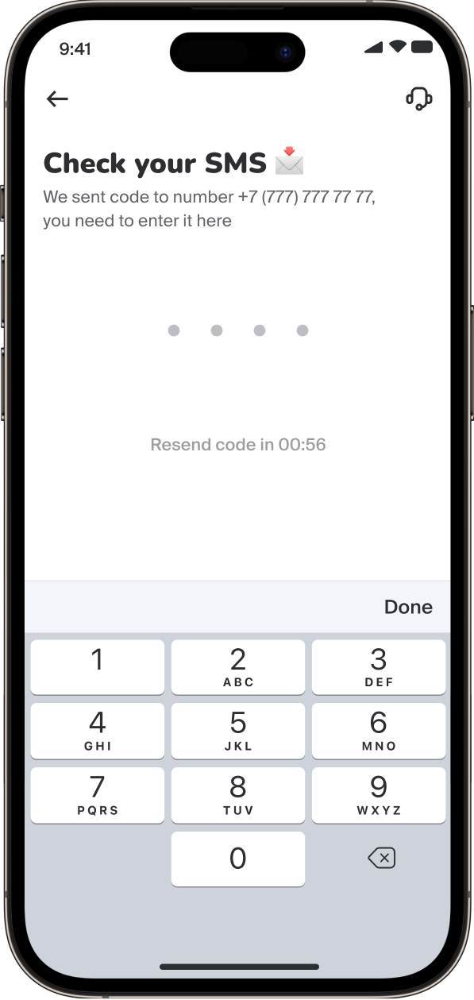 9:41
Check your SMS 📩
We sent code to number +7 (777) 777 77 77,
you need to enter it here
Resend code in 00:56
Done
1
2
ABC
3
DEF
4
GHI
5
JKL
6
MNO
7
PQRS
8
TUV
9
WXYZ
0